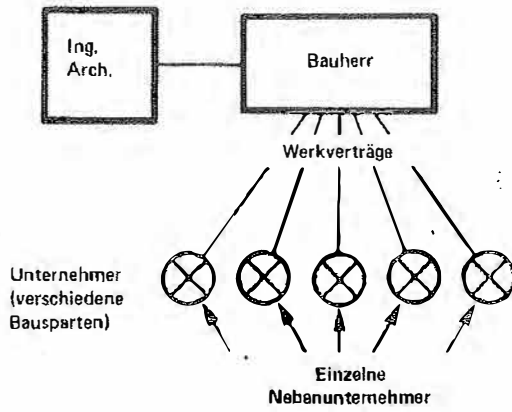 Ing.
Arch.
Bauherr
Werkverträge
Unternehmer
(verschiedene
Bausparten)
Einzelne
Nebenunternehmer